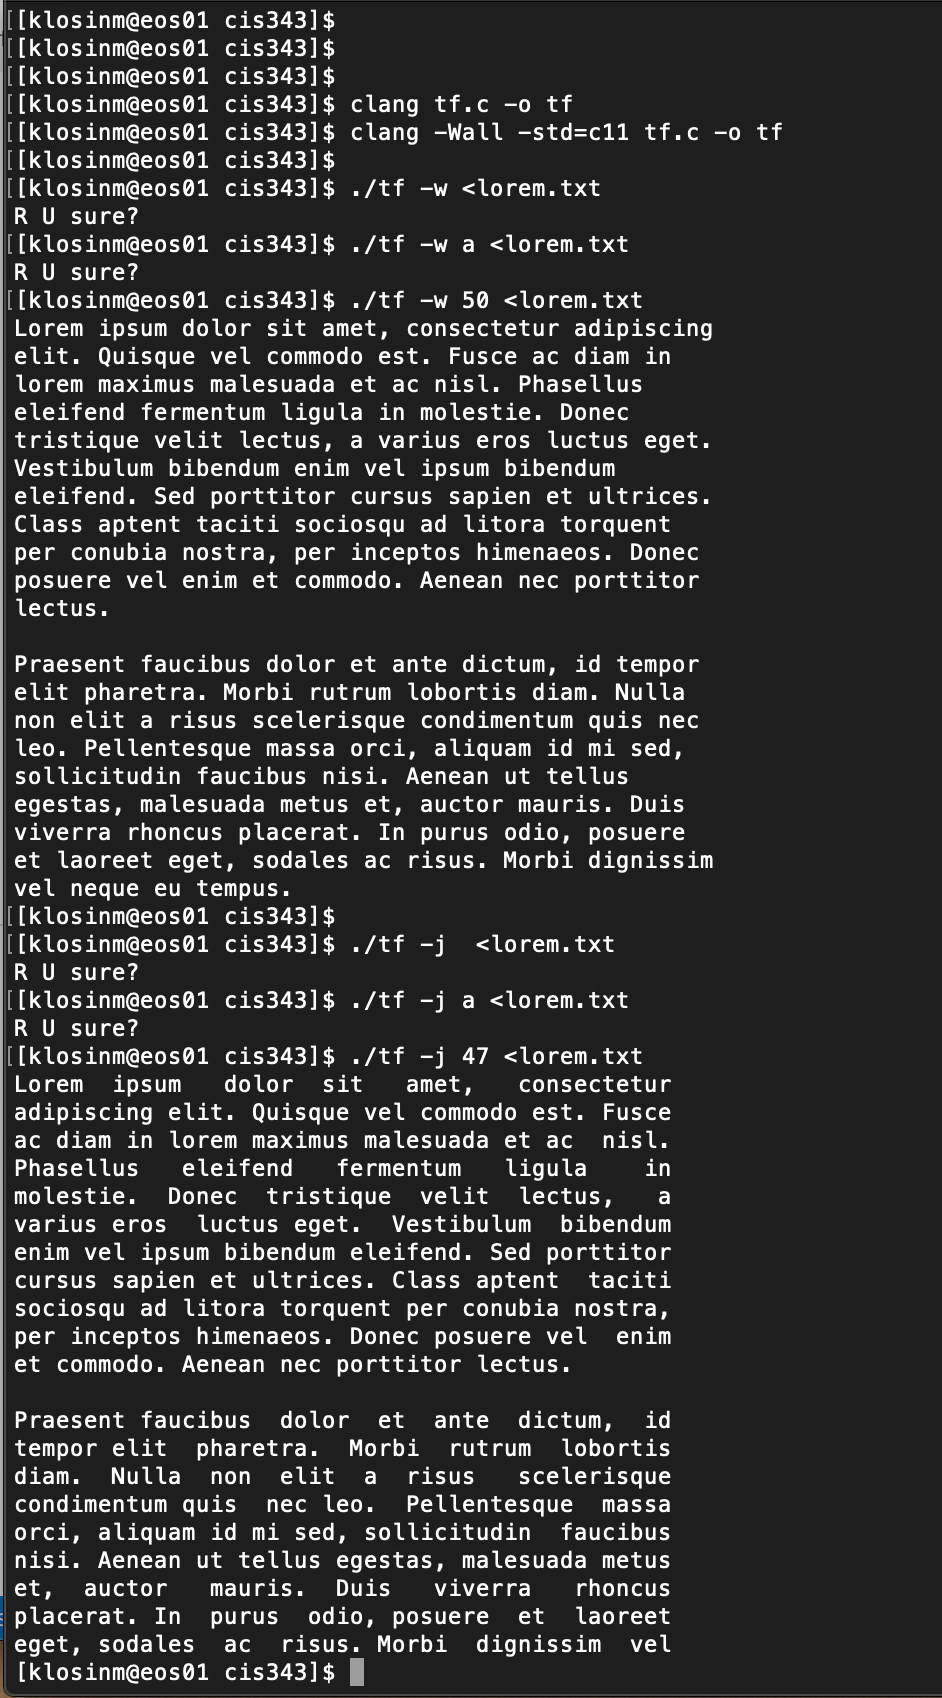 [[klosinm@eos01 cis343]$
[[klosinm@eos01 cis343]$
[[klosinm@eos01 cis343]$
[[klosinm@eos01 cis343]$ clang tf.c -o tf
[[klosinm@eos01 cis343]$ clang -Wall -std=c11 tf.c -o tf
[[klosinm@eos01 cis343]$
[[klosinm@eos01 cis343]$ ./tf -w <lorem.txt
R U sure?
[[klosinm@eos01 cis343]$ ./tf -w a <lorem.txt
R U sure?
[[klosinm@eos01 cis343]$ ./tf -w 50 <lorem.txt
Lorem ipsum dolor sit amet, consectetur adipiscing
elit. Quisque vel commodo est. Fusce ac diam in
lorem maximus malesuada et ac nisl. Phasellus
eleifend fermentum ligula in molestie. Donec
tristique velit lectus, a varius eros luctus eget.
Vestibulum bibendum enim vel ipsum bibendum
eleifend. Sed porttitor cursus sapien et ultrices.
Class aptent taciti sociosqu ad litora torquent
per conubia nostra, per inceptos himenaeos. Donec
posuere vel enim et commodo. Aenean nec porttitor
lectus.

Praesent faucibus dolor et ante dictum, id tempor
elit pharetra. Morbi rutrum lobortis diam. Nulla
non elit a risus scelerisque condimentum quis nec
leo. Pellentesque massa orci, aliquam id mi sed,
sollicitudin faucibus nisi. Aenean ut tellus
egestas, malesuada metus et, auctor mauris. Duis
viverra rhoncus placerat. In purus odio, posuere
et laoreet eget, sodales ac risus. Morbi dignissim
vel neque eu tempus.
[[klosinm@eos01 cis343]$
[[klosinm@eos01 cis343]$ ./tf -j  <lorem.txt
R U sure?
[[klosinm@eos01 cis343]$ ./tf -j a <lorem.txt
R U sure?
[[klosinm@eos01 cis343]$ ./tf -j 47 <lorem.txt
Lorem  ipsum   dolor  sit   amet,   consectetur
adipiscing elit. Quisque vel commodo est. Fusce
ac diam in lorem maximus malesuada et ac  nisl.
Phasellus   eleifend   fermentum   ligula    in
molestie.  Donec  tristique  velit  lectus,   a
varius eros  luctus eget.  Vestibulum  bibendum
enim vel ipsum bibendum eleifend. Sed porttitor
cursus sapien et ultrices. Class aptent  taciti
sociosqu ad litora torquent per conubia nostra,
per inceptos himenaeos. Donec posuere vel  enim
et commodo. Aenean nec porttitor lectus.

Praesent faucibus  dolor  et  ante  dictum,  id
tempor elit  pharetra.  Morbi  rutrum  lobortis
diam.  Nulla  non  elit  a  risus   scelerisque
condimentum quis  nec leo.  Pellentesque  massa
orci, aliquam id mi sed, sollicitudin  faucibus
nisi. Aenean ut tellus egestas, malesuada metus
et,  auctor   mauris.  Duis   viverra   rhoncus
placerat. In  purus  odio, posuere  et  laoreet
eget, sodales  ac  risus. Morbi  dignissim  vel
[klosinm@eos01 cis343]$